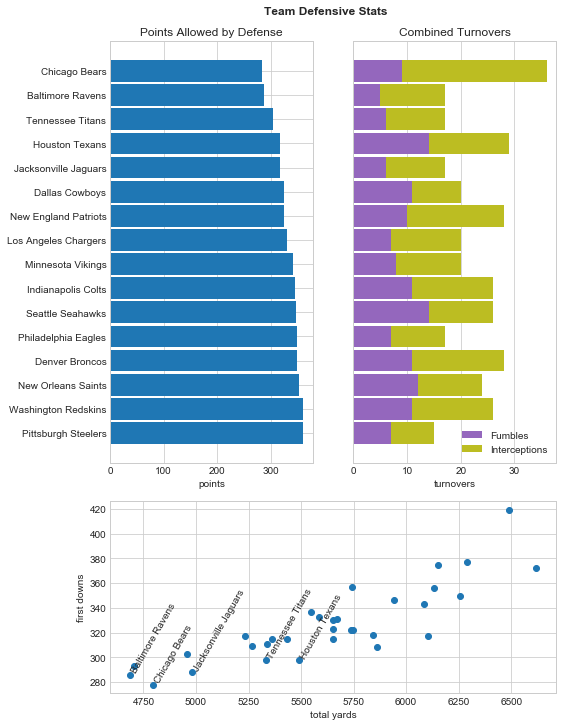 Team Defensive Stats
Points Allowed by Defense
Combined Turnovers
Chicago Bears
Baltimore Ravens
Tennessee Titans
Houston Texans
Jacksonville Jaguars
Dallas Cowboys
New England Patriots
Los Angeles Chargers
Minnesota Vikings
Indianapolis Colts
Seattle Seahawks
Philadelphia Eagles
Denver Broncos
New Orleans Saints
Washington Redskins
Pittsburgh Steelers
0 100 200 300
points
Fumbles
Interceptions
0 10 20 30
turnovers
420
400
380
360
340
320
300
280
first downs
Baltimore Ravens
Chicago Bears
Jacksonville Jaguars
Tennessee Titans
Houston Texans
4750 5000 5250 5500 5750 6000 6250 6500
total yards